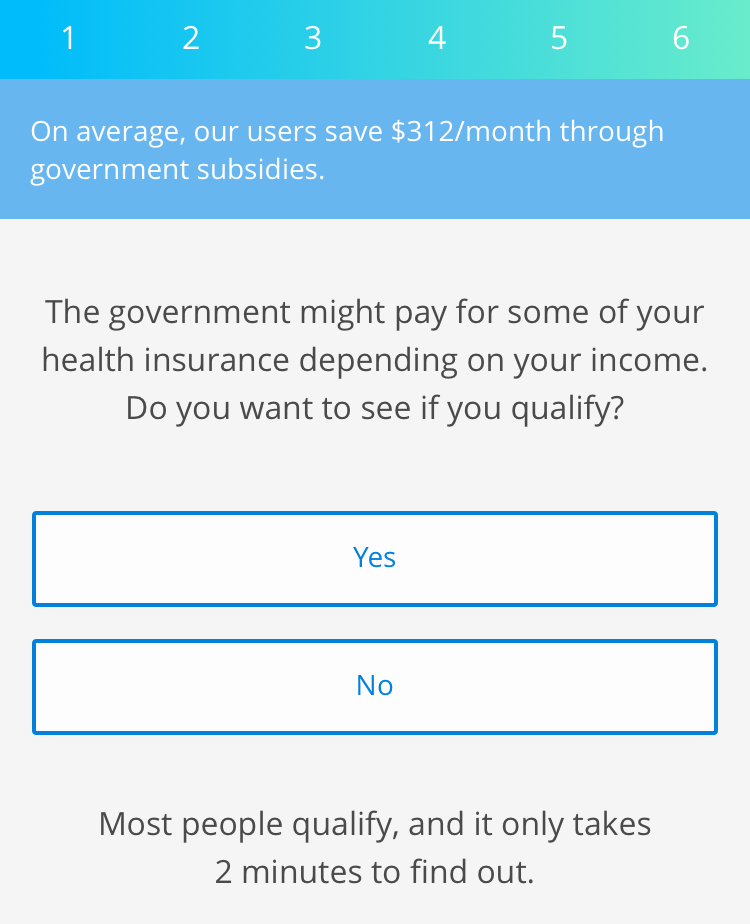 1 2 3 4 5 6
On average, our users save $312/month through
government subsidies.
The government might pay for some of your
health insurance depending on your income.
Do you want to see if you qualify?
Yes
No
Most people qualify, and it only takes
2 minutes to find out.